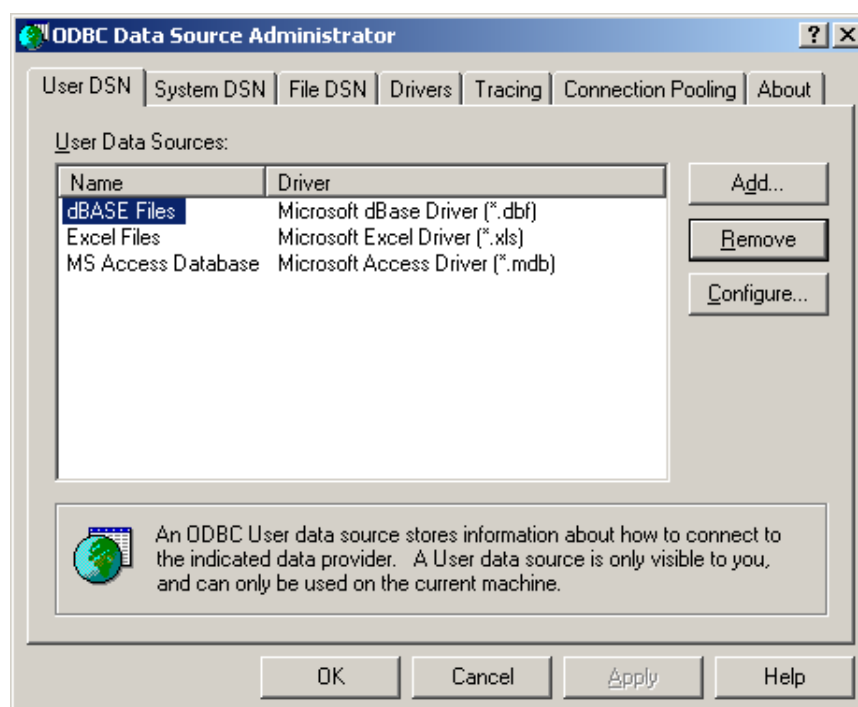 ODBC Data Source Administrator
User DSN System DSN File DSN Drivers Tracing Connection Pooling About
User Data Sources:
Name Driver
dBASE Files Microsoft dBase Driver (*.dbf)
Excel Files Microsoft Excel Driver (*.xls)
MS Access Database Microsoft Access Driver (*.mdb)
Add...
Remove
Configure...
An ODBC User data source stores information about how to connect to
the indicated data provider. A User data source is only visible to you,
and can only be used on the current machine.
OK Cancel Apply Help